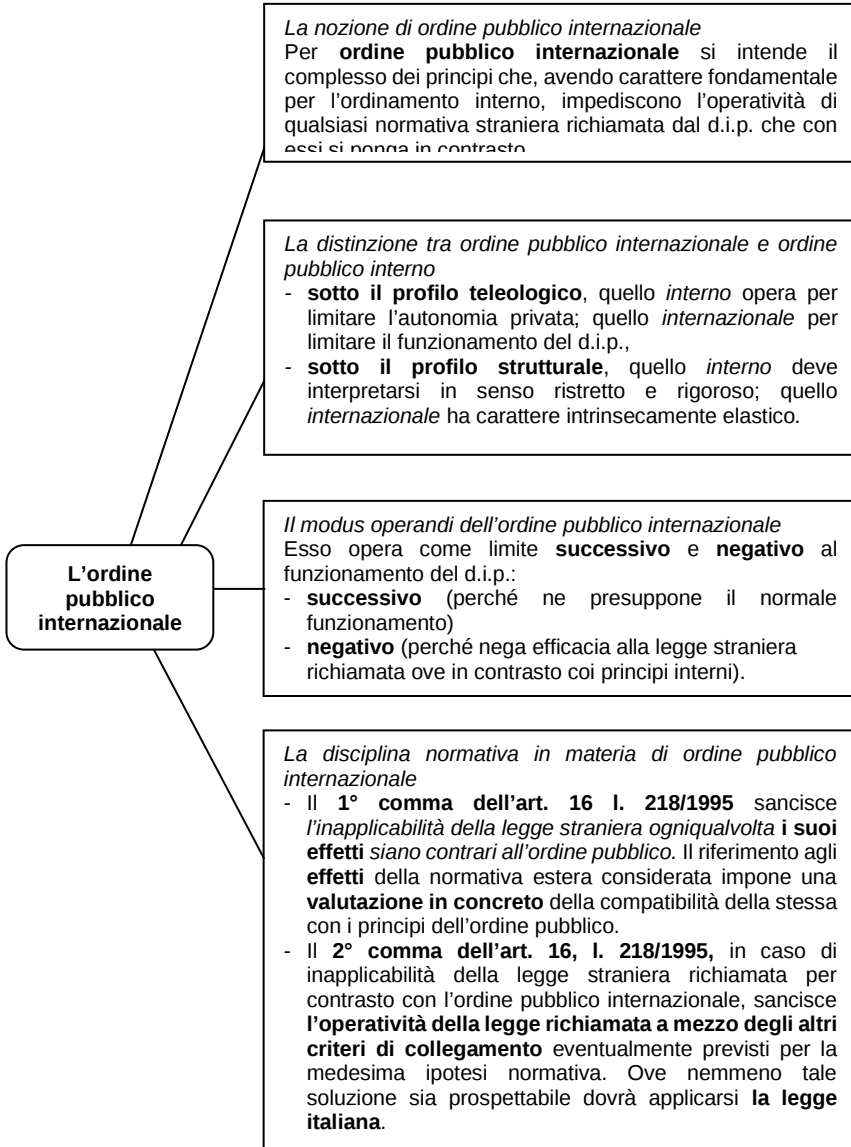 La nozione di ordine pubblico internazionale
Per ordine pubblico internazionale si intende il
complesso dei principi che, avendo carattere fondamentale
per l’ordinamento interno, impediscono l’operatività di
qualsiasi normativa straniera richiamata dal d.i.p. che con
essi si ponga in contrasto
La distinzione tra ordine pubblico internazionale e ordine
pubblico interno
- sotto il profilo teleologico, quello interno opera per
limitare l’autonomia privata; quello internazionale per
limitare il funzionamento del d.i.p.,
- sotto il profilo strutturale, quello interno deve
interpretarsi in senso ristretto e rigoroso; quello
internazionale ha carattere intrinsecamente elastico.
Il modus operandi dell’ordine pubblico internazionale
Esso opera come limite successivo e negativo al
funzionamento del d.i.p.:
- successivo (perché ne presuppone il normale
funzionamento)
- negativo (perché nega efficacia alla legge straniera
richiamata ove in contrasto coi principi interni).
L’ordine
pubblico
internazionale
La disciplina normativa in materia di ordine pubblico
internazionale
- Il 1° comma dell’art. 16 l. 218/1995 sancisce
l’inapplicabilità della legge straniera ogniqualvolta i suoi
effetti siano contrari all’ordine pubblico. Il riferimento agli
effetti della normativa estera considerata impone una
valutazione in concreto della compatibilità della stessa
con i principi dell’ordine pubblico.
- Il 2° comma dell’art. 16, l. 218/1995, in caso di
inapplicabilità della legge straniera richiamata per
contrasto con l’ordine pubblico internazionale, sancisce
l’operatività della legge richiamata a mezzo degli altri
criteri di collegamento eventualmente previsti per la
medesima ipotesi normativa. Ove nemmeno tale
soluzione sia prospettabile dovrà applicarsi la legge
italiana.